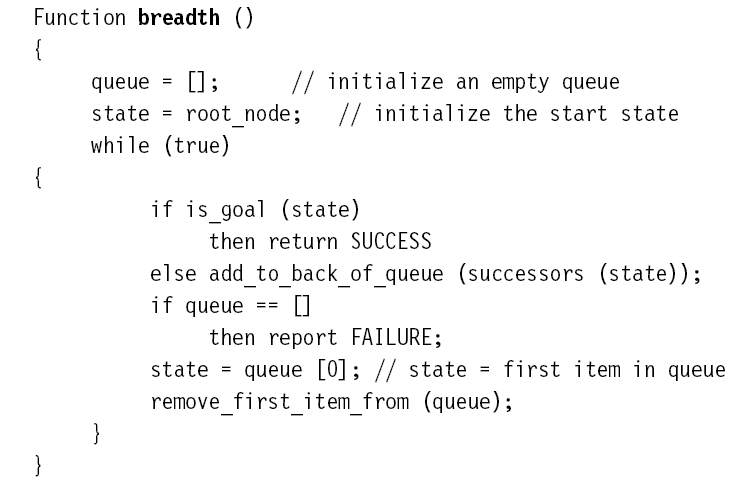 Function breadth ()
{
queue = []; // initialize an empty queue
state = root_node; // initialize the start state
while (true)
{
if is_goal (state)
then return SUCCESS
else add_to_back_of_queue (successors (state));
if queue == []
then report FAILURE;
state = queue [0]; // state = first item in queue
remove_first_item_from (queue);
}
}